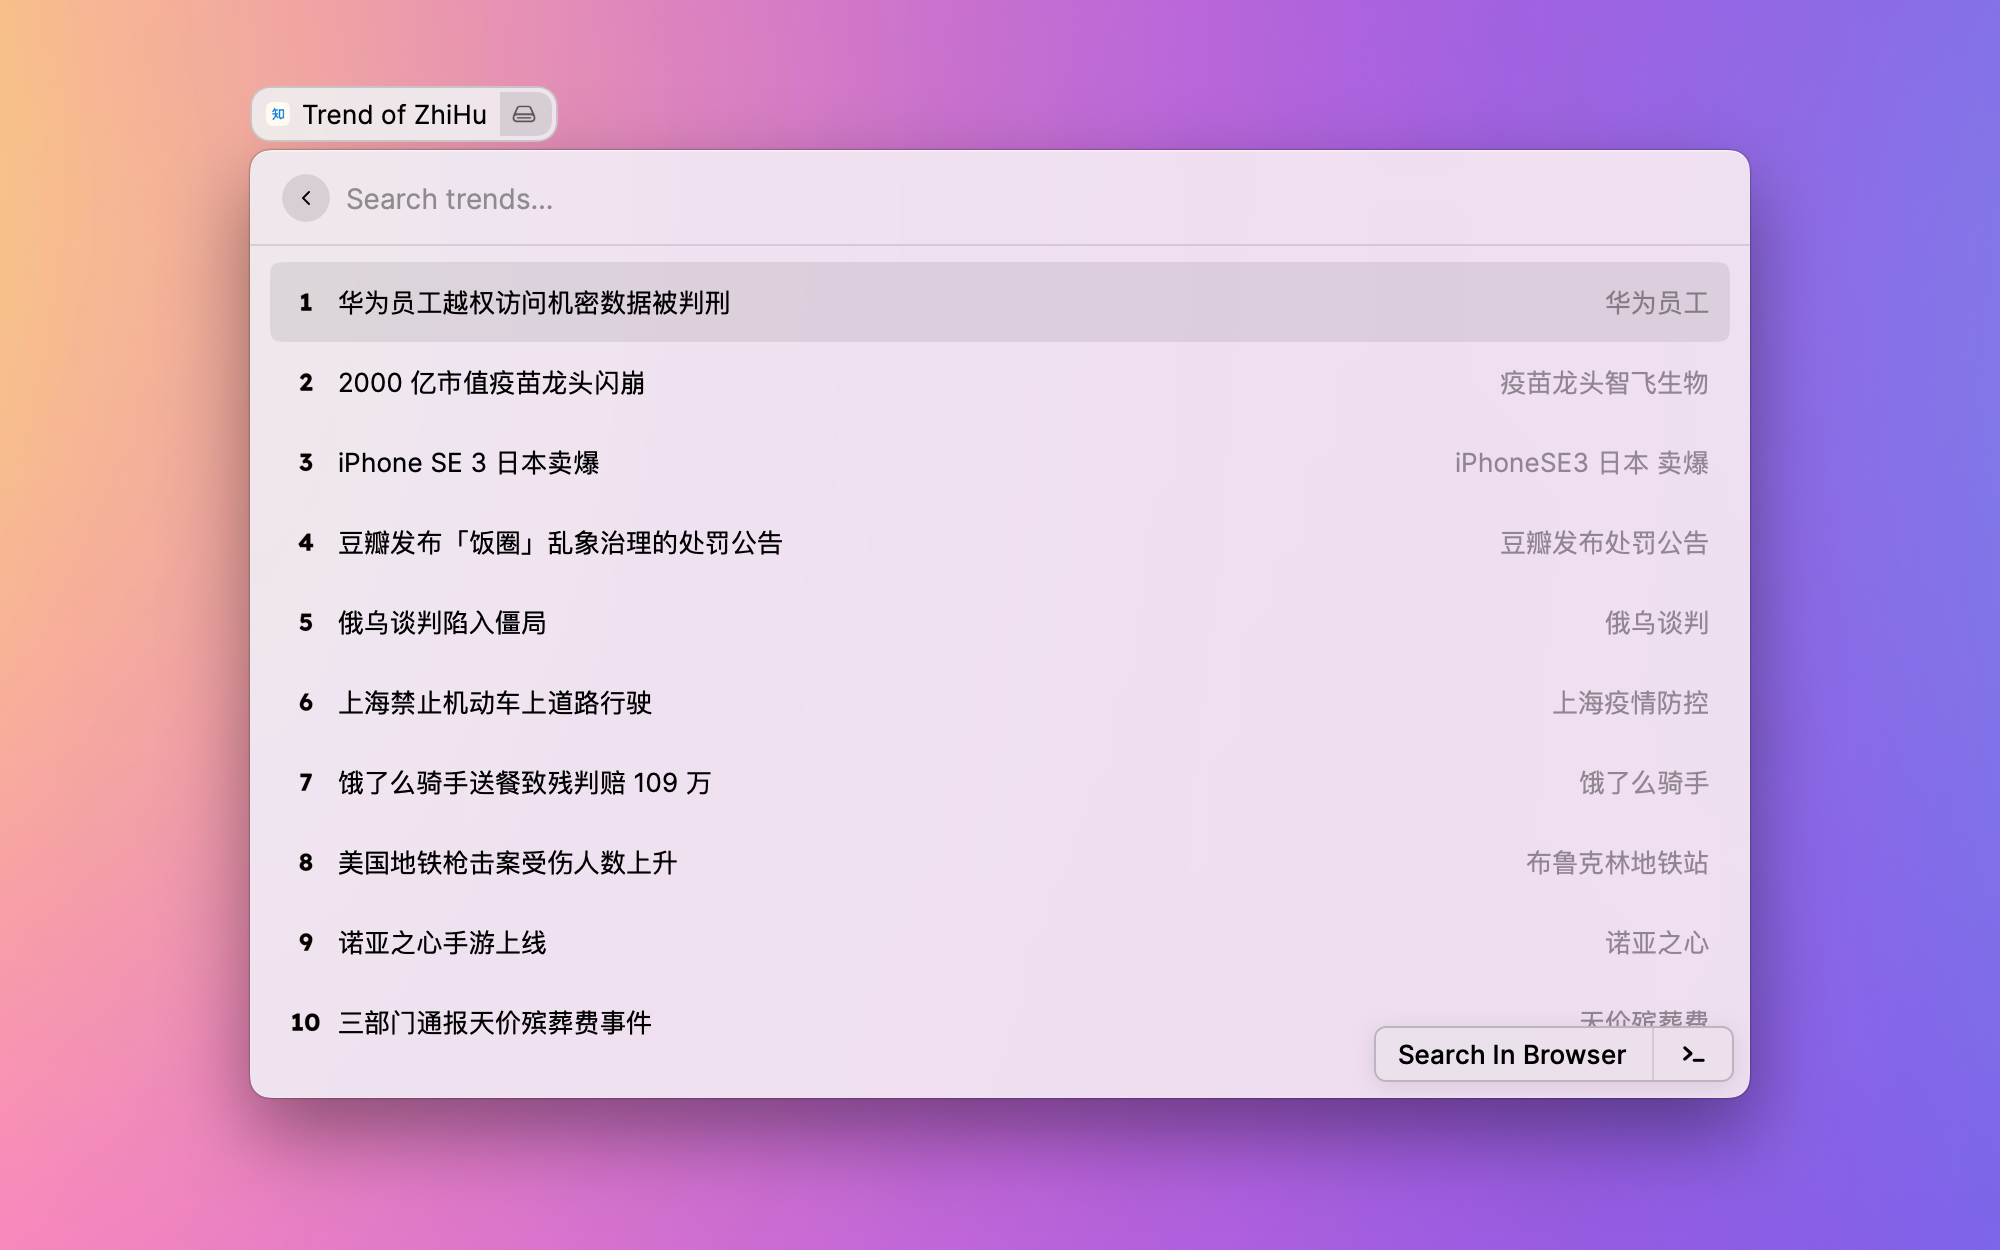 知 Trend of ZhiHu
Search trends...
1 华为员工越权访问机密数据被判刑 华为员工
2 2000 亿市值疫苗龙头闪崩 疫苗龙头智飞生物
3 iPhone SE 3 日本卖爆 iPhoneSE3 日本 卖爆
4 豆瓣发布「饭圈」乱象治理的处罚公告 豆瓣发布处罚公告
5 俄乌谈判陷入僵局 俄乌谈判
6 上海禁止机动车上道路行驶 上海疫情防控
7 饿了么骑手送餐致残判赔 109 万 饿了么骑手
8 美国地铁枪击案受伤人数上升 布鲁克林地铁站
9 诺亚之心手游上线 诺亚之心
10 三部门通报天价殡葬费事件 天价殡葬费
Search In Browser